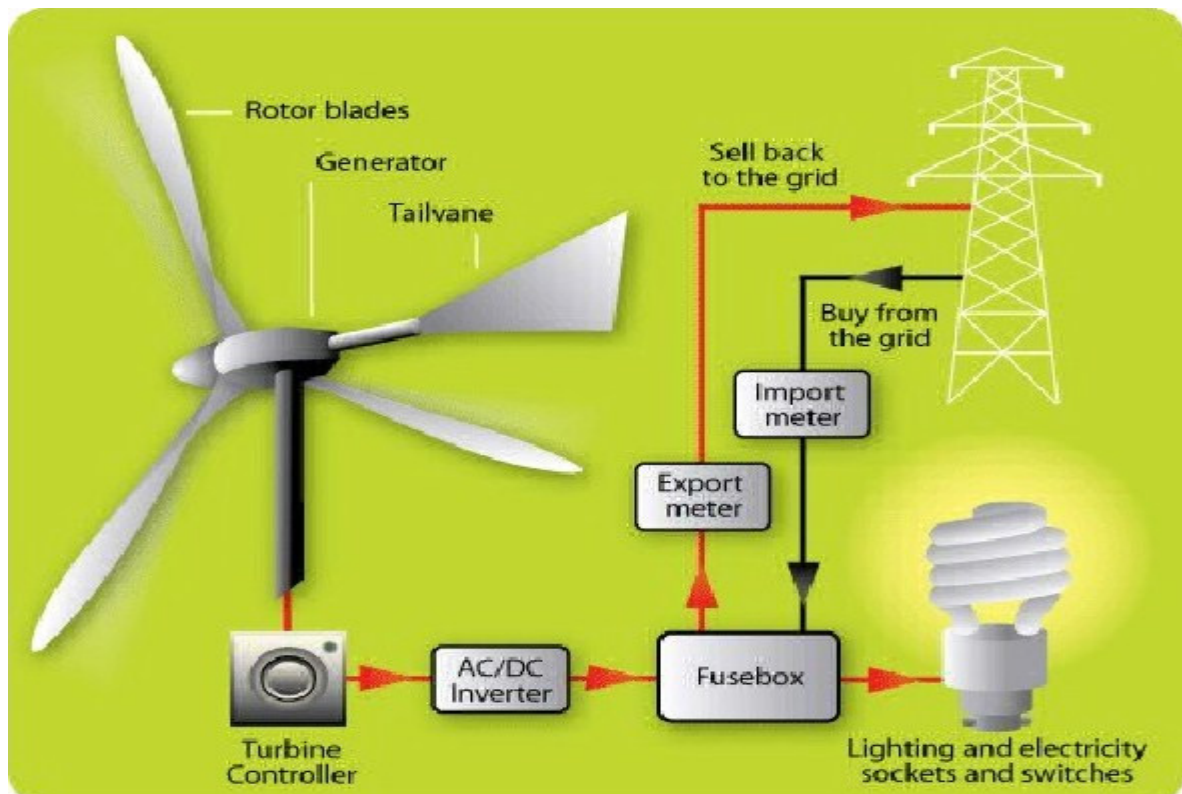 Rotor blades
Generator
Tailvane
Sell back
to the grid
Buy from
the grid
Import
meter
Export
meter
AC/DC
Inverter
Fusebox
Turbine
Controller
Lighting and electricity
sockets and switches